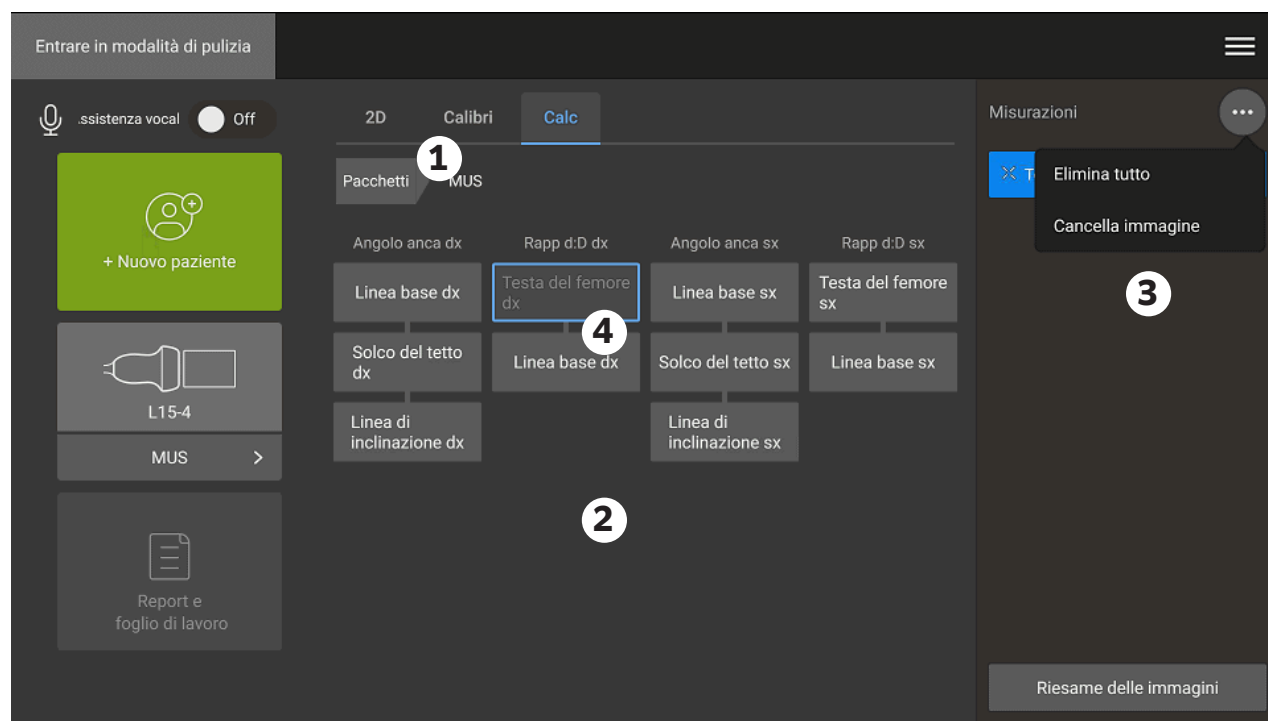 Entrare in modalità di pulizia
.ssistenza vocal
Off
2D
Calibri
Calc
Misurazioni
1
Pacchetti
MUS
Elimina tutto
Cancella immagine
+ Nuovo paziente
Angolo anca dx
Rapp d:D dx
Angolo anca sx
Rapp d:D sx
Linea base dx
Testa del femore
dx
Linea base sx
Testa del femore
sx
3
4
Solco del tetto
dx
Linea base dx
Solco del tetto sx
Linea base sx
L15-4
Linea di
inclinazione dx
Linea di
inclinazione sx
MUS
2
Report e
foglio di lavoro
Riesame delle immagini